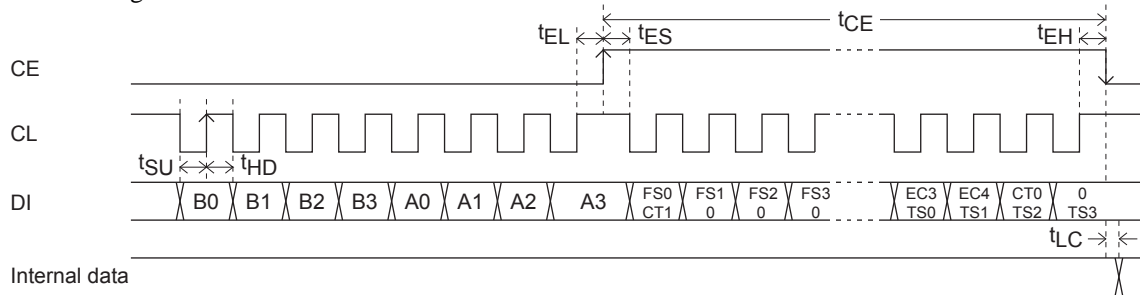 tCE
tEL tES tEH
CE
CL
tSU tHD
DI B0 B1 B2 B3 A0 A1 A2 A3 FS0 FS1 FS2 FS3 EC3 EC4 CT0 0
CT1 0 0 0 TS0 TS1 TS2 TS3
tLC
Internal data